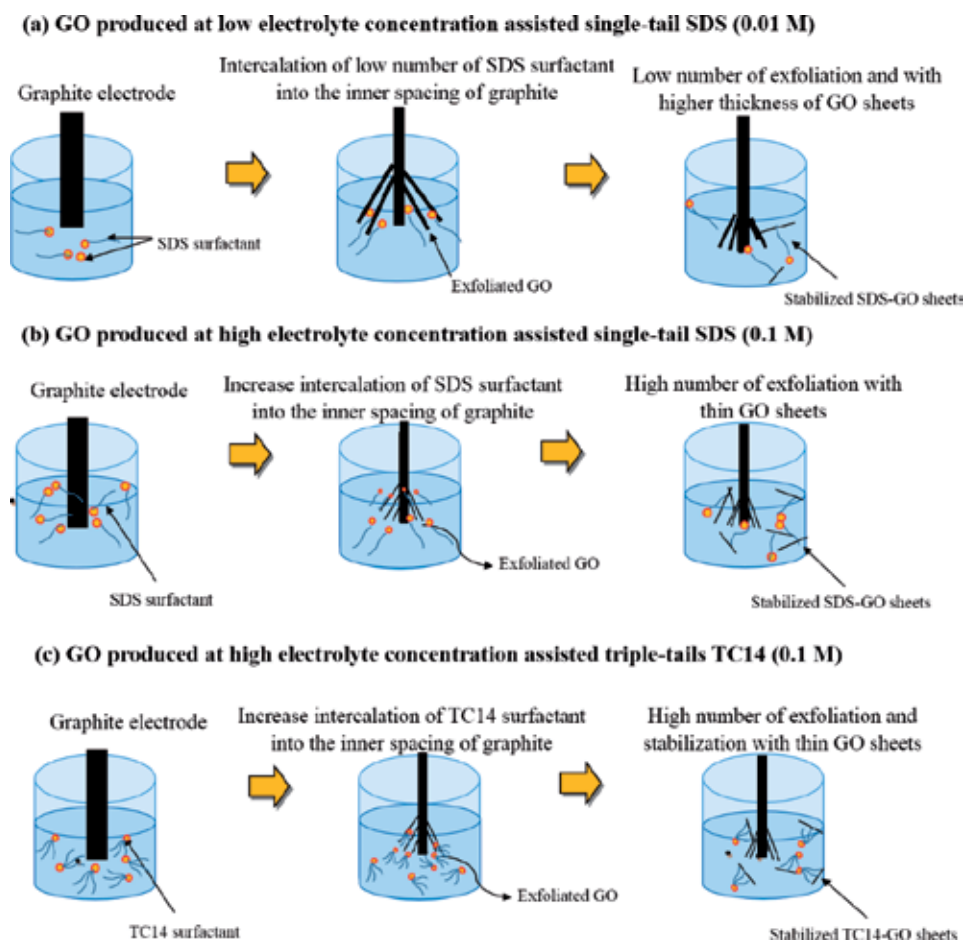 (a) GO produced at low electrolyte concentration assisted single-tail SDS (0.01 M)
Graphite electrode
Intercalation of low number of SDS surfactant
into the inner spacing of graphite
Low number of exfoliation and with
higher thickness of GO sheets
SDS surfactant
Exfoliated GO
Stabilized SDS-GO sheets
(b) GO produced at high electrolyte concentration assisted single-tail SDS (0.1 M)
Graphite electrode
Increase intercalation of SDS surfactant
into the inner spacing of graphite
High number of exfoliation with
thin GO sheets
SDS surfactant
Exfoliated GO
Stabilized SDS-GO sheets
(c) GO produced at high electrolyte concentration assisted triple-tails TC14 (0.1 M)
Graphite electrode
Increase intercalation of TC14 surfactant
into the inner spacing of graphite
High number of exfoliation and
stabilization with thin GO sheets
TC14 surfactant
Exfoliated GO
Stabilized TC14-GO sheets